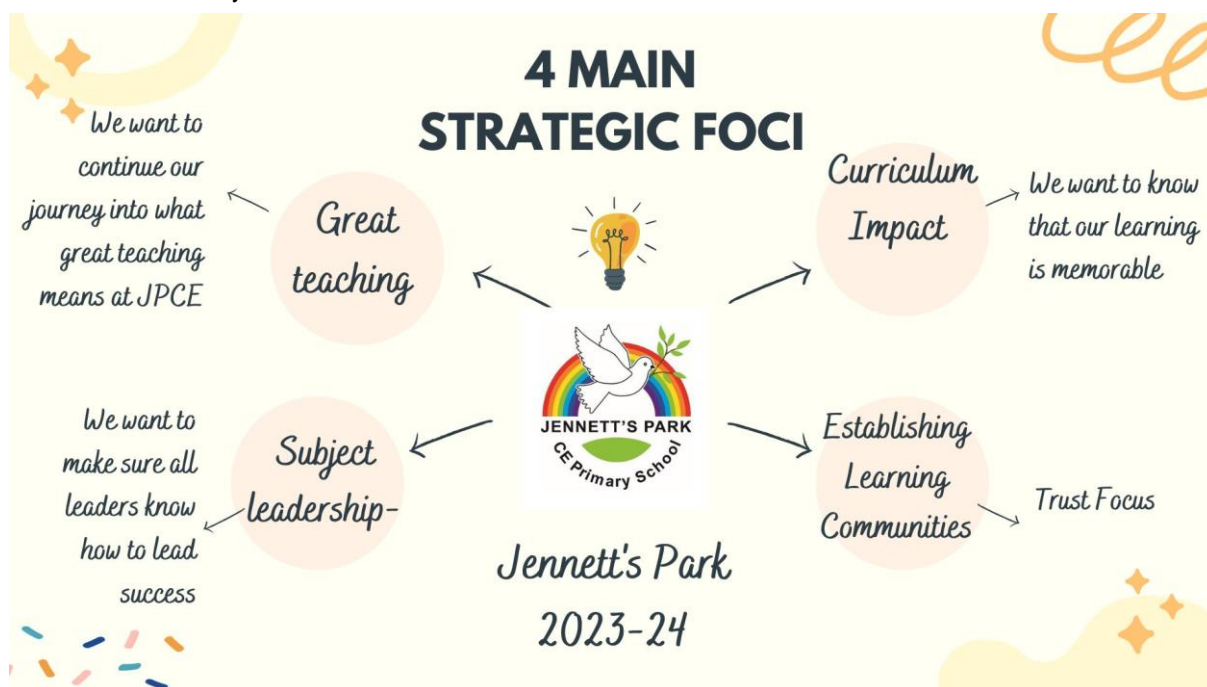 4 MAIN
STRATEGIC FOCI
We want to
continue our
journey into what
great teaching
means at JPCE
Great
teaching
Curriculum
Impact
We want to know
that our learning
is memorable
We want to
make sure all
leaders know
how to lead
success
Subject
leadership-
JENNETT'S PARK
CE Primary School
Establishing
Learning
Communities
Trust Focus
Jennett's Park
2023-24